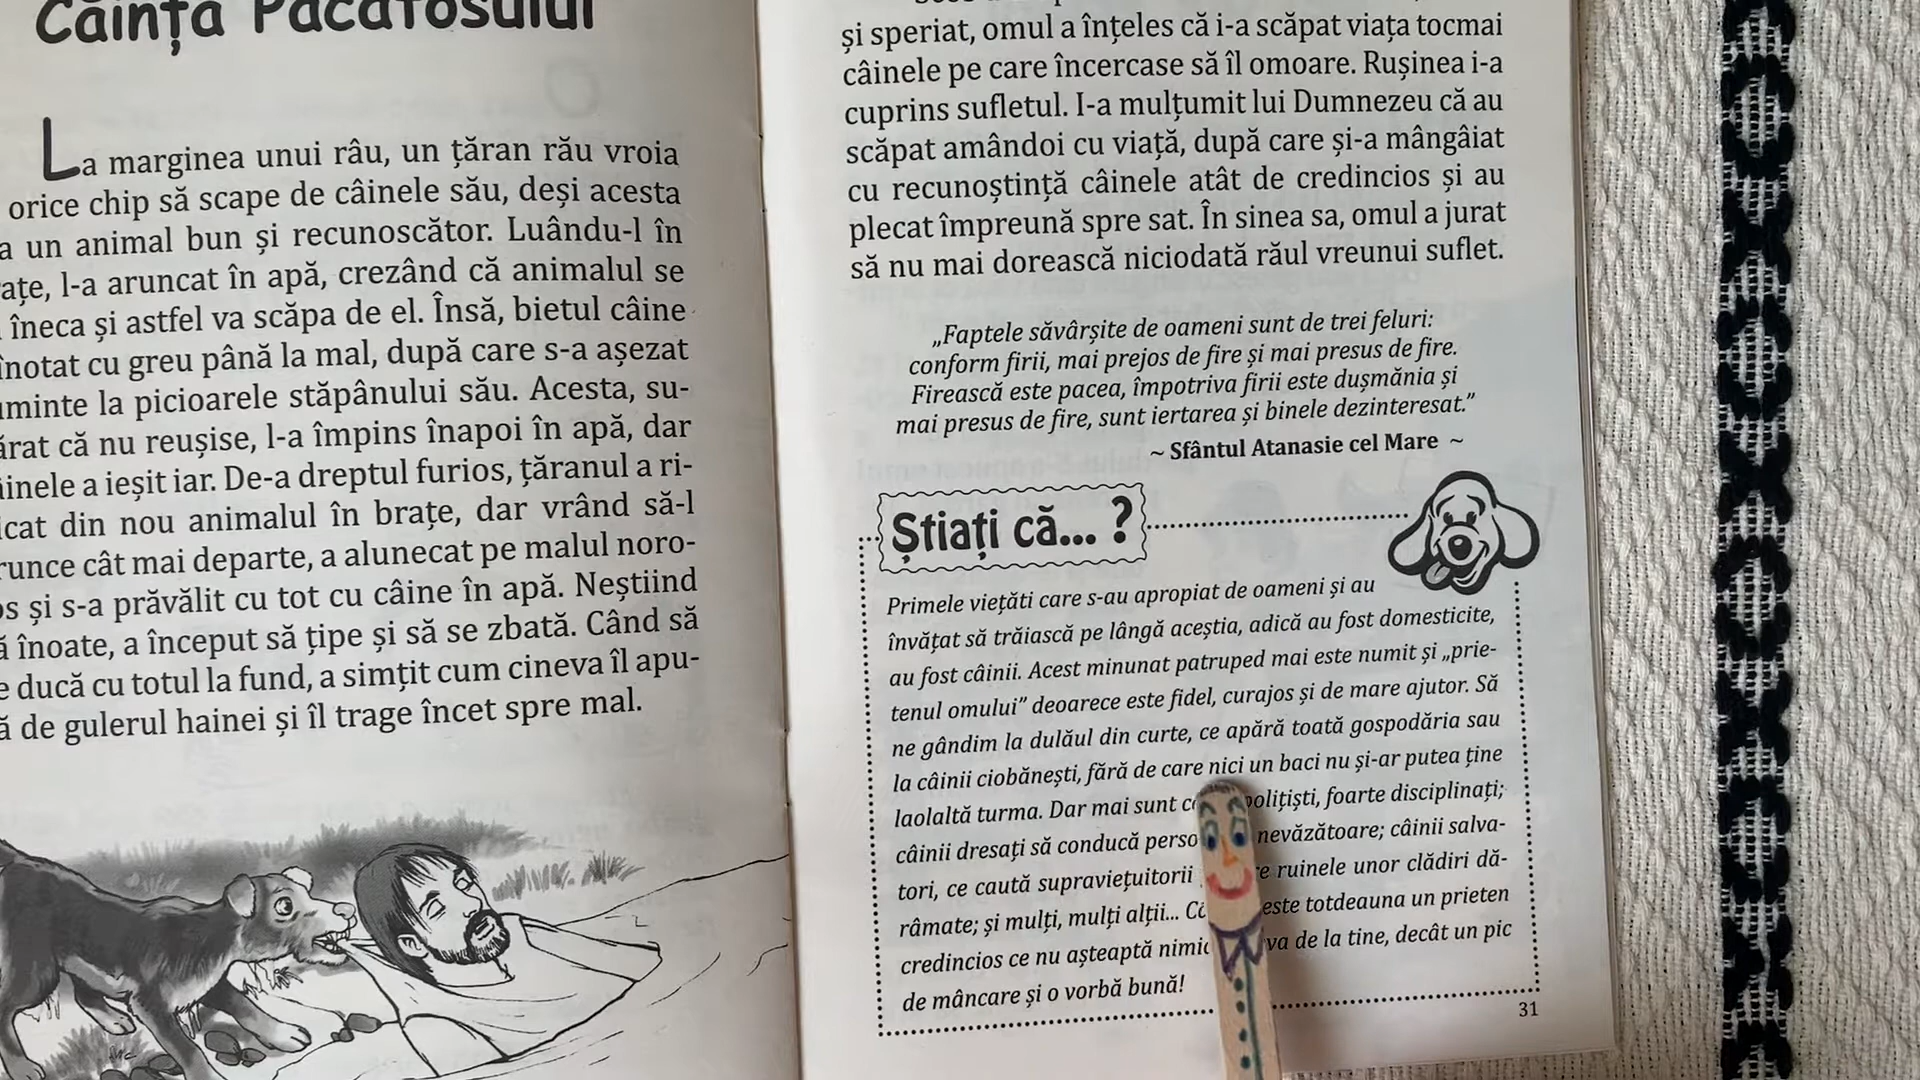 Căința Păcătosului
La marginea unui râu, un țăran rău vroia
orice chip să scape de câinele său, deși acesta
un animal bun și recunoscător. Luându-l în
l-a aruncat în apă, crezând că animalul se
îneca și astfel va scăpa de el. Însă, bietul câine
înotat cu greu până la mal, după care s-a așezat
la picioarele stăpânului său. Acesta, su-
că nu reușise, l-a împins înapoi în apă, dar
a ieșit iar. De-a dreptul furios, țăranul a ri-
din nou animalul în brațe, dar vrând să-l
cât mai departe, a alunecat pe malul noro-
și s-a prăvălit cu tot cu câine în apă. Neștiind
înoate, a început să țipe și să se zbată. Când să
ducă cu totul la fund, a simțit cum cineva îl apu-
de gulerul hainei și îl trage încet spre mal.
și speriat, omul a înțeles că i-a scăpat viața tocmai
câinele pe care încercase să îl omoare. Rușinea i-a
cuprins sufletul. I-a mulțumit lui Dumnezeu că au
scăpat amândoi cu viață, după care și-a mângâiat
cu recunoștință câinele atât de credincios și au
plecat împreună spre sat. În sinea sa, omul a jurat
să nu mai dorească niciodată răul vreunui suflet.
„Faptele săvârșite de oameni sunt de trei feluri:
conform firii, mai prejos de fire și mai presus de fire.
Firească este pacea, împotriva firii este dușmănia și
mai presus de fire, sunt iertarea și binele dezinteresat.”
~ Sfântul Atanasie cel Mare ~
Știați că... ?
Primele viețăti care s-au apropiat de oameni și au
învățat să trăiască pe lângă aceștia, adică au fost domesticite,
au fost câinii. Acest minunat patruped mai este numit și „prie-
tenul omului” deoarece este fidel, curajos și de mare ajutor. Să
ne gândim la dulăul din curte, ce apără toată gospodăria sau
la câinii ciobănești, fără de care nici un baci nu și-ar putea ține
laolaltă turma. Dar mai sunt polițiști, foarte disciplinați;
câinii dresați să conducă nevăzătoare; câinii salva-
tori, ce caută supraviețuitorii ruinele unor clădiri dă-
râmate; și mulți, mulți alții... este totdeauna un prieten
credincios ce nu așteaptă de la tine, decât un pic
de mâncare și o vorbă bună!
31